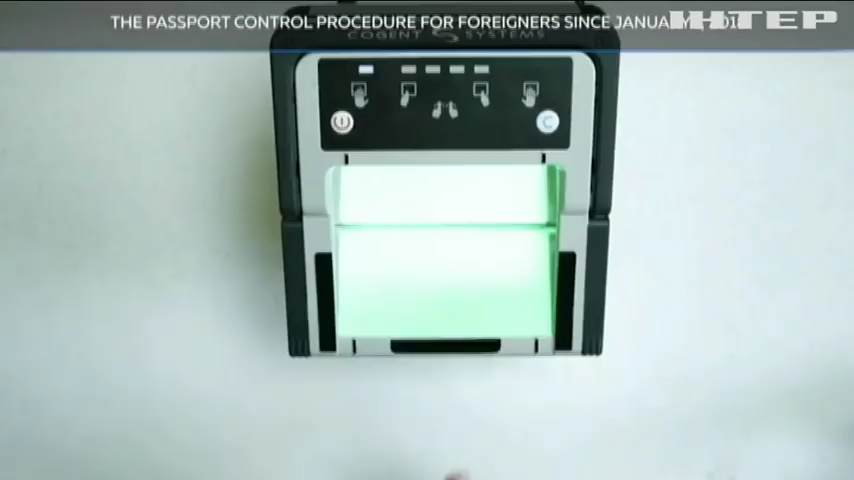 THE PASSPORT CONTROL PROCEDURE FOR FOREIGNERS SINCE
ІНТЕР
COGENT SYSTEMS
C